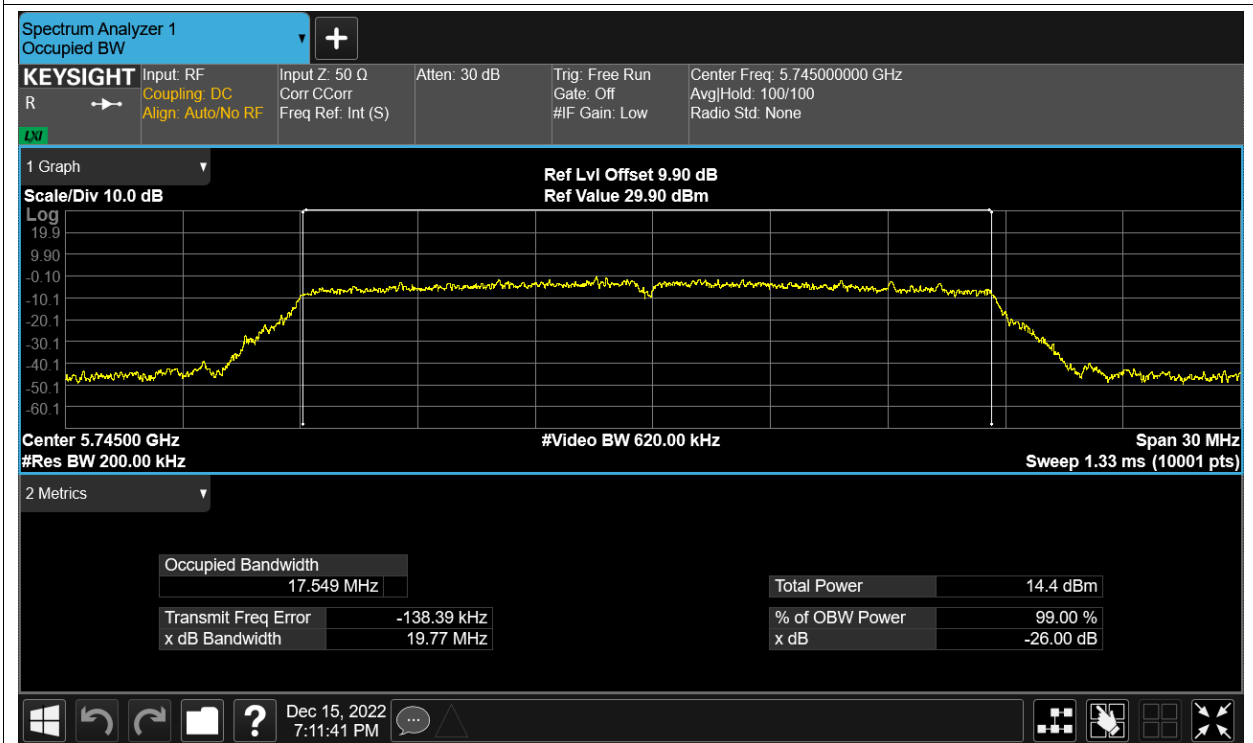 Spectrum Analyzer 1
Occupied BW
KEYSIGHT
R
LXI
Input: RF
Coupling: DC
Align: Auto/No RF
Input Z: 50 Ω
Corr CCorr
Freq Ref: Int (S)
Atten: 30 dB
Trig: Free Run
Gate: Off
#IF Gain: Low
Center Freq: 5.745000000 GHz
Avg|Hold: 100/100
Radio Std: None
1 Graph
Scale/Div 10.0 dB
Ref Lvl Offset 9.90 dB
Ref Value 29.90 dBm
Log
19.9
9.90
-0.10
-10.1
-20.1
-30.1
-40.1
-50.1
-60.1
Center 5.74500 GHz
#Video BW 620.00 kHz
Span 30 MHz
#Res BW 200.00 kHz
Sweep 1.33 ms (10001 pts)
2 Metrics
Occupied Bandwidth
17.549 MHz
Total Power 14.4 dBm
Transmit Freq Error -138.39 kHz
% of OBW Power 99.00 %
x dB Bandwidth 19.77 MHz
x dB -26.00 dB
?
Dec 15, 2022
7:11:41 PM